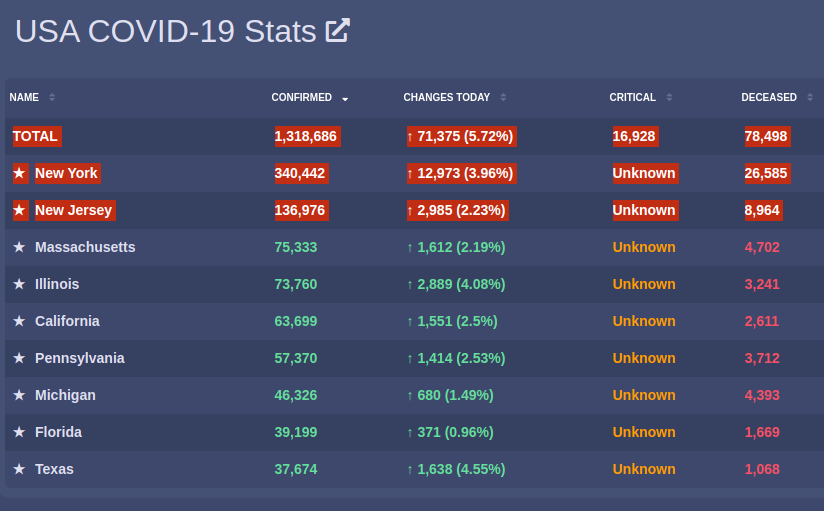 USA COVID-19 Stats
NAME CONFIRMED CHANGES TODAY CRITICAL DECEASED
TOTAL 1,318,686 ↑ 71,375 (5.72%) 16,928 78,498
★ New York 340,442 ↑ 12,973 (3.96%) Unknown 26,585
★ New Jersey 136,976 ↑ 2,985 (2.23%) Unknown 8,964
★ Massachusetts 75,333 ↑ 1,612 (2.19%) Unknown 4,702
★ Illinois 73,760 ↑ 2,889 (4.08%) Unknown 3,241
★ California 63,699 ↑ 1,551 (2.5%) Unknown 2,611
★ Pennsylvania 57,370 ↑ 1,414 (2.53%) Unknown 3,712
★ Michigan 46,326 ↑ 680 (1.49%) Unknown 4,393
★ Florida 39,199 ↑ 371 (0.96%) Unknown 1,669
★ Texas 37,674 ↑ 1,638 (4.55%) Unknown 1,068